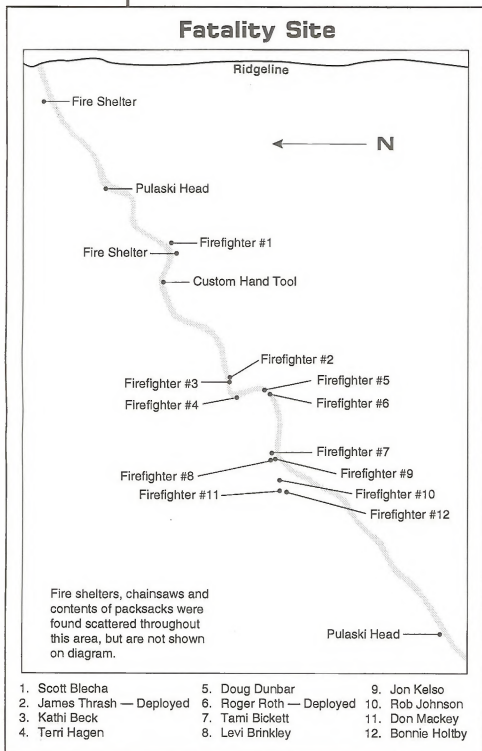 Fatality Site
Ridgeline
Fire Shelter
N
Pulaski Head
Firefighter #1
Fire Shelter
Custom Hand Tool
Firefighter #2
Firefighter #3
Firefighter #5
Firefighter #4
Firefighter #6
Firefighter #7
Firefighter #8
Firefighter #9
Firefighter #11
Firefighter #10
Firefighter #12
Fire shelters, chainsaws and
contents of packsacks were
found scattered throughout
this area, but are not shown
on diagram.
Pulaski Head
1. Scott Blecha
2. James Thrash — Deployed
3. Kathi Beck
4. Terri Hagen
5. Doug Dunbar
6. Roger Roth — Deployed
7. Tami Bickett
8. Levi Brinkley
9. Jon Kelso
10. Rob Johnson
11. Don Mackey
12. Bonnie Holtby